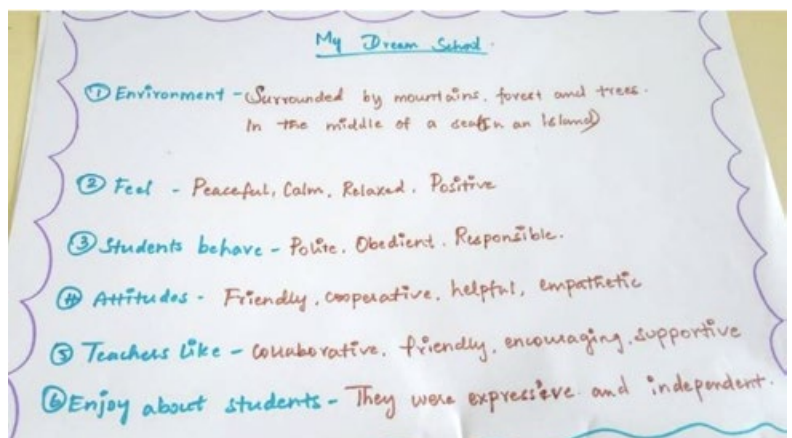 My Dream School.
① Environment - Surrounded by mountains, forest and trees.
In the middle of a sea (In an Island)
② Feel - Peaceful, Calm, Relaxed, Positive
③ Students behave - Polite, Obedient, Responsible.
④ Attitudes - Friendly, cooperative, helpful, empathetic
⑤ Teachers like - collaborative, friendly, encouraging, supportive
⑥ Enjoy about students - They were expressive and independent.